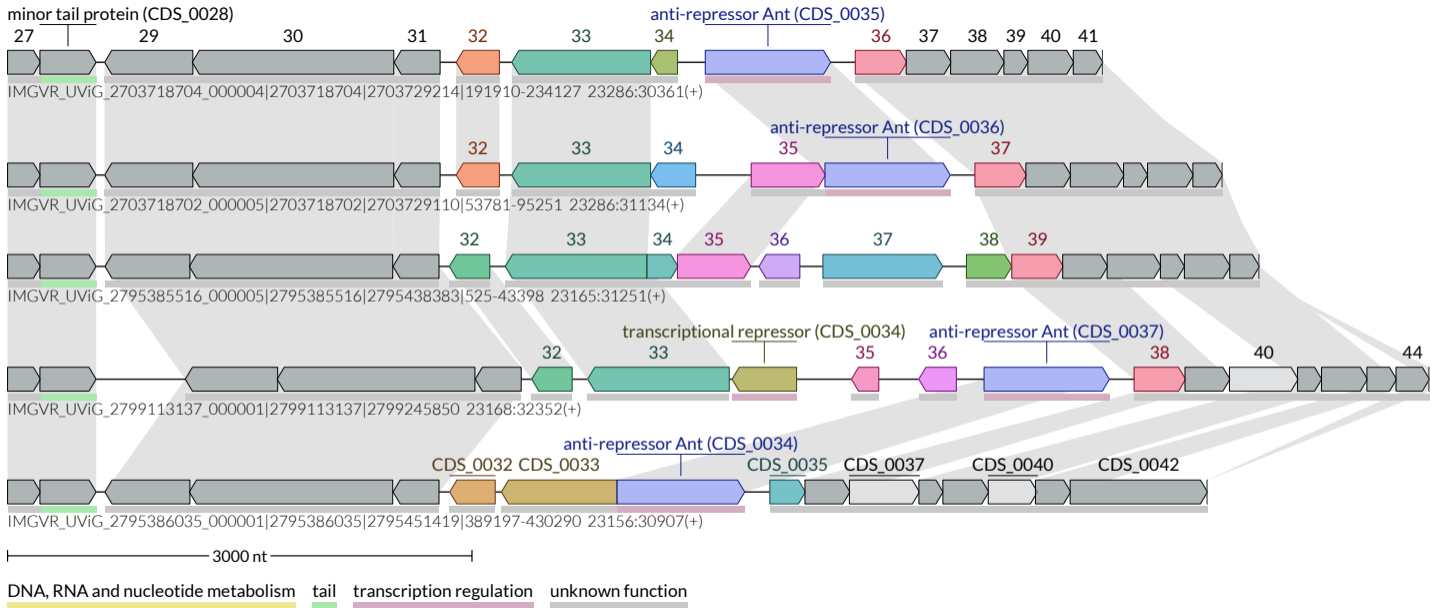 minor tail protein (CDS_0028) anti-repressor Ant (CDS_0035)
27 29 30 31 32 33 34 36 37 38 39 40 41
IMGVR_UViG_2703718704_000004|2703718704|2703729214|191910-234127 23286:30361(+)
anti-repressor Ant (CDS_0036)
32 33 34 35 37
IMGVR_UViG_2703718702_000005|2703718702|2703729110|53781-95251 23286:31134(+)
32 33 34 35 36 37 38 39
IMGVR_UViG_2795385516_000005|2795385516|2795438383|525-43398 23165:31251(+)
transcriptional repressor (CDS_0034) anti-repressor Ant (CDS_0037)
32 33 35 36 38 40 44
IMGVR_UViG_2799113137_000001|2799113137|2799245850 23168:32352(+)
anti-repressor Ant (CDS_0034)
CDS_0032 CDS_0033 CDS_0035 CDS_0037 CDS_0040 CDS_0042
IMGVR_UViG_2795386035_000001|2795386035|2795451419|389197-430290 23156:30907(+)
3000 nt
DNA, RNA and nucleotide metabolism tail transcription regulation unknown function